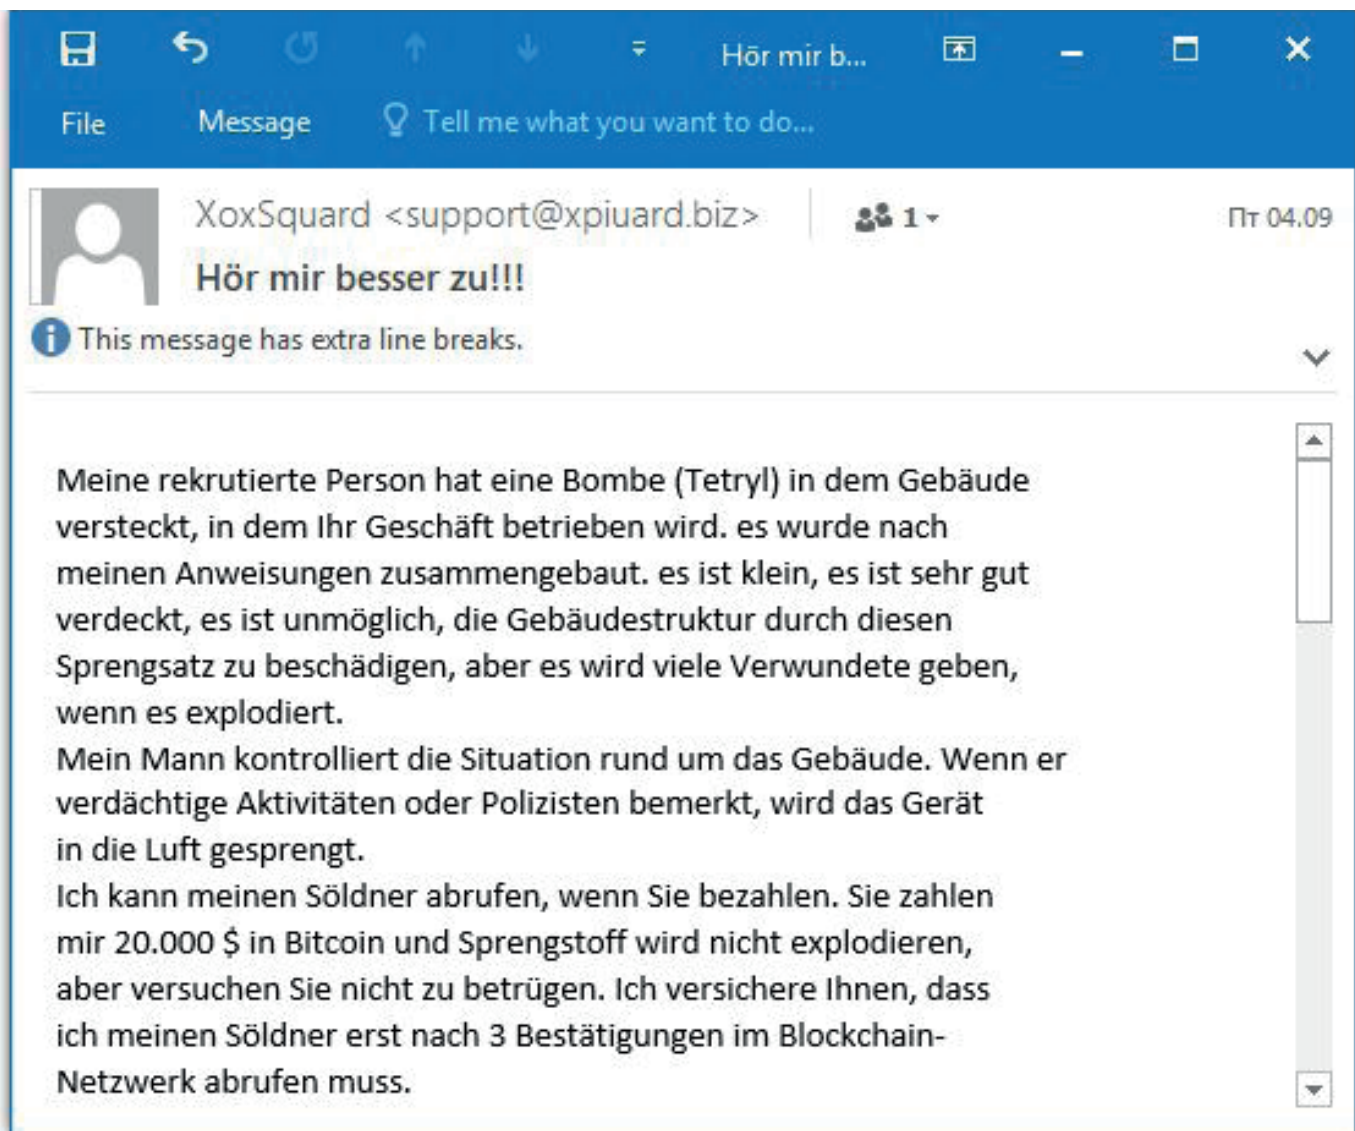 Hör mir b...
File Message Tell me what you want to do...
XoxSquard <support@xpiuard.biz> 1 Пт 04.09
Hör mir besser zu!!!
This message has extra line breaks.
Meine rekrutierte Person hat eine Bombe (Tetryl) in dem Gebäude
versteckt, in dem Ihr Geschäft betrieben wird. es wurde nach
meinen Anweisungen zusammengebaut. es ist klein, es ist sehr gut
verdeckt, es ist unmöglich, die Gebäudestruktur durch diesen
Sprengsatz zu beschädigen, aber es wird viele Verwundete geben,
wenn es explodiert.
Mein Mann kontrolliert die Situation rund um das Gebäude. Wenn er
verdächtige Aktivitäten oder Polizisten bemerkt, wird das Gerät
in die Luft gesprengt.
Ich kann meinen Söldner abrufen, wenn Sie bezahlen. Sie zahlen
mir 20.000 $ in Bitcoin und Sprengstoff wird nicht explodieren,
aber versuchen Sie nicht zu betrügen. Ich versichere Ihnen, dass
ich meinen Söldner erst nach 3 Bestätigungen im Blockchain-
Netzwerk abrufen muss.